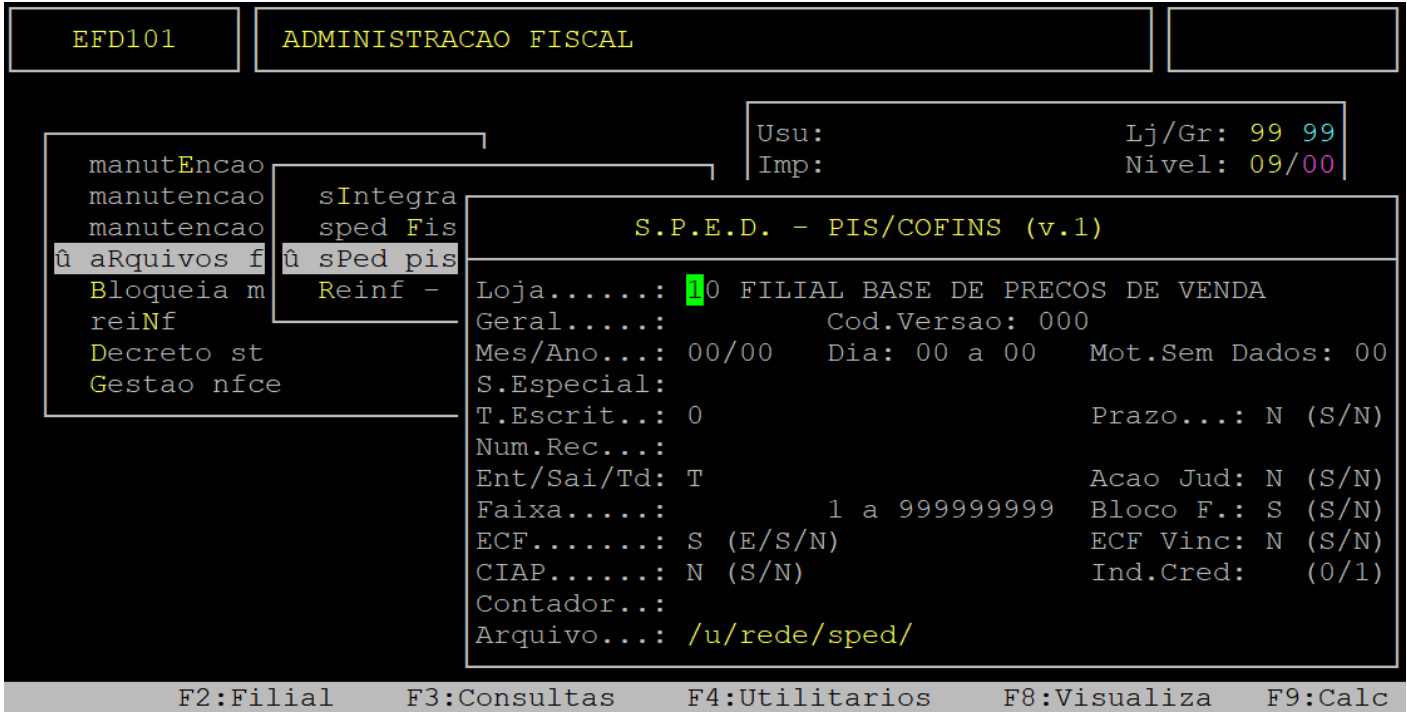 EFD101 ADMINISTRACAO FISCAL
Usu: Lj/Gr: 99 99
Imp: Nivel: 09/00
manutEncao
manutencao
manutencao
û aRquivos f
Bloqueia m
reiNf
Decreto st
Gestao nfce
sIntegra
sped Fis
û sPed pis
Reinf -
S.P.E.D. - PIS/COFINS (v.1)
Loja......: 10 FILIAL BASE DE PRECOS DE VENDA
Geral.....: Cod.Versao: 000
Mes/Ano...: 00/00 Dia: 00 a 00 Mot.Sem Dados: 00
S.Especial:
T.Escrit..: 0 Prazo...: N (S/N)
Num.Rec...:
Ent/Sai/Td: T Acao Jud: N (S/N)
Faixa.....: 1 a 999999999 Bloco F.: S (S/N)
ECF.......: S (E/S/N) ECF Vinc: N (S/N)
CIAP......: N (S/N) Ind.Cred: (0/1)
Contador..:
Arquivo...: /u/rede/sped/
F2:Filial F3:Consultas F4:Utilitarios F8:Visualiza F9:Calc